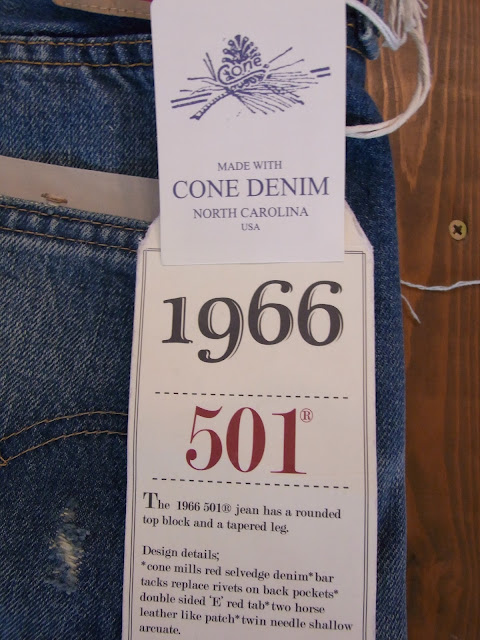 Cone
MADE WITH
CONE DENIM
NORTH CAROLINA
USA
1966
501®
The 1966 501® jean has a rounded
top block and a tapered leg.
Design details;
*cone mills red selvedge denim*bar
tacks replace rivets on back pockets*
double sided 'E' red tab*two horse
leather like patch*twin needle shallow
arcuate.